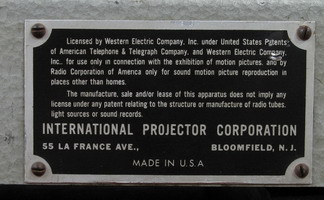 Licensed by Western Electric Company, Inc. under United States Patents
of American Telephone & Telegraph Company, and Western Electric Company,
Inc., for use only in connection with the exhibition of motion pictures, and by
Radio Corporation of America only for sound motion picture reproduction in
places other than homes.
The manufacture, sale and/or lease of this apparatus does not imply any
license under any patent relating to the structure or manufacture of radio tubes,
light sources or sound records.
INTERNATIONAL PROJECTOR CORPORATION
55 LA FRANCE AVE., BLOOMFIELD, N. J.
MADE IN U.S.A